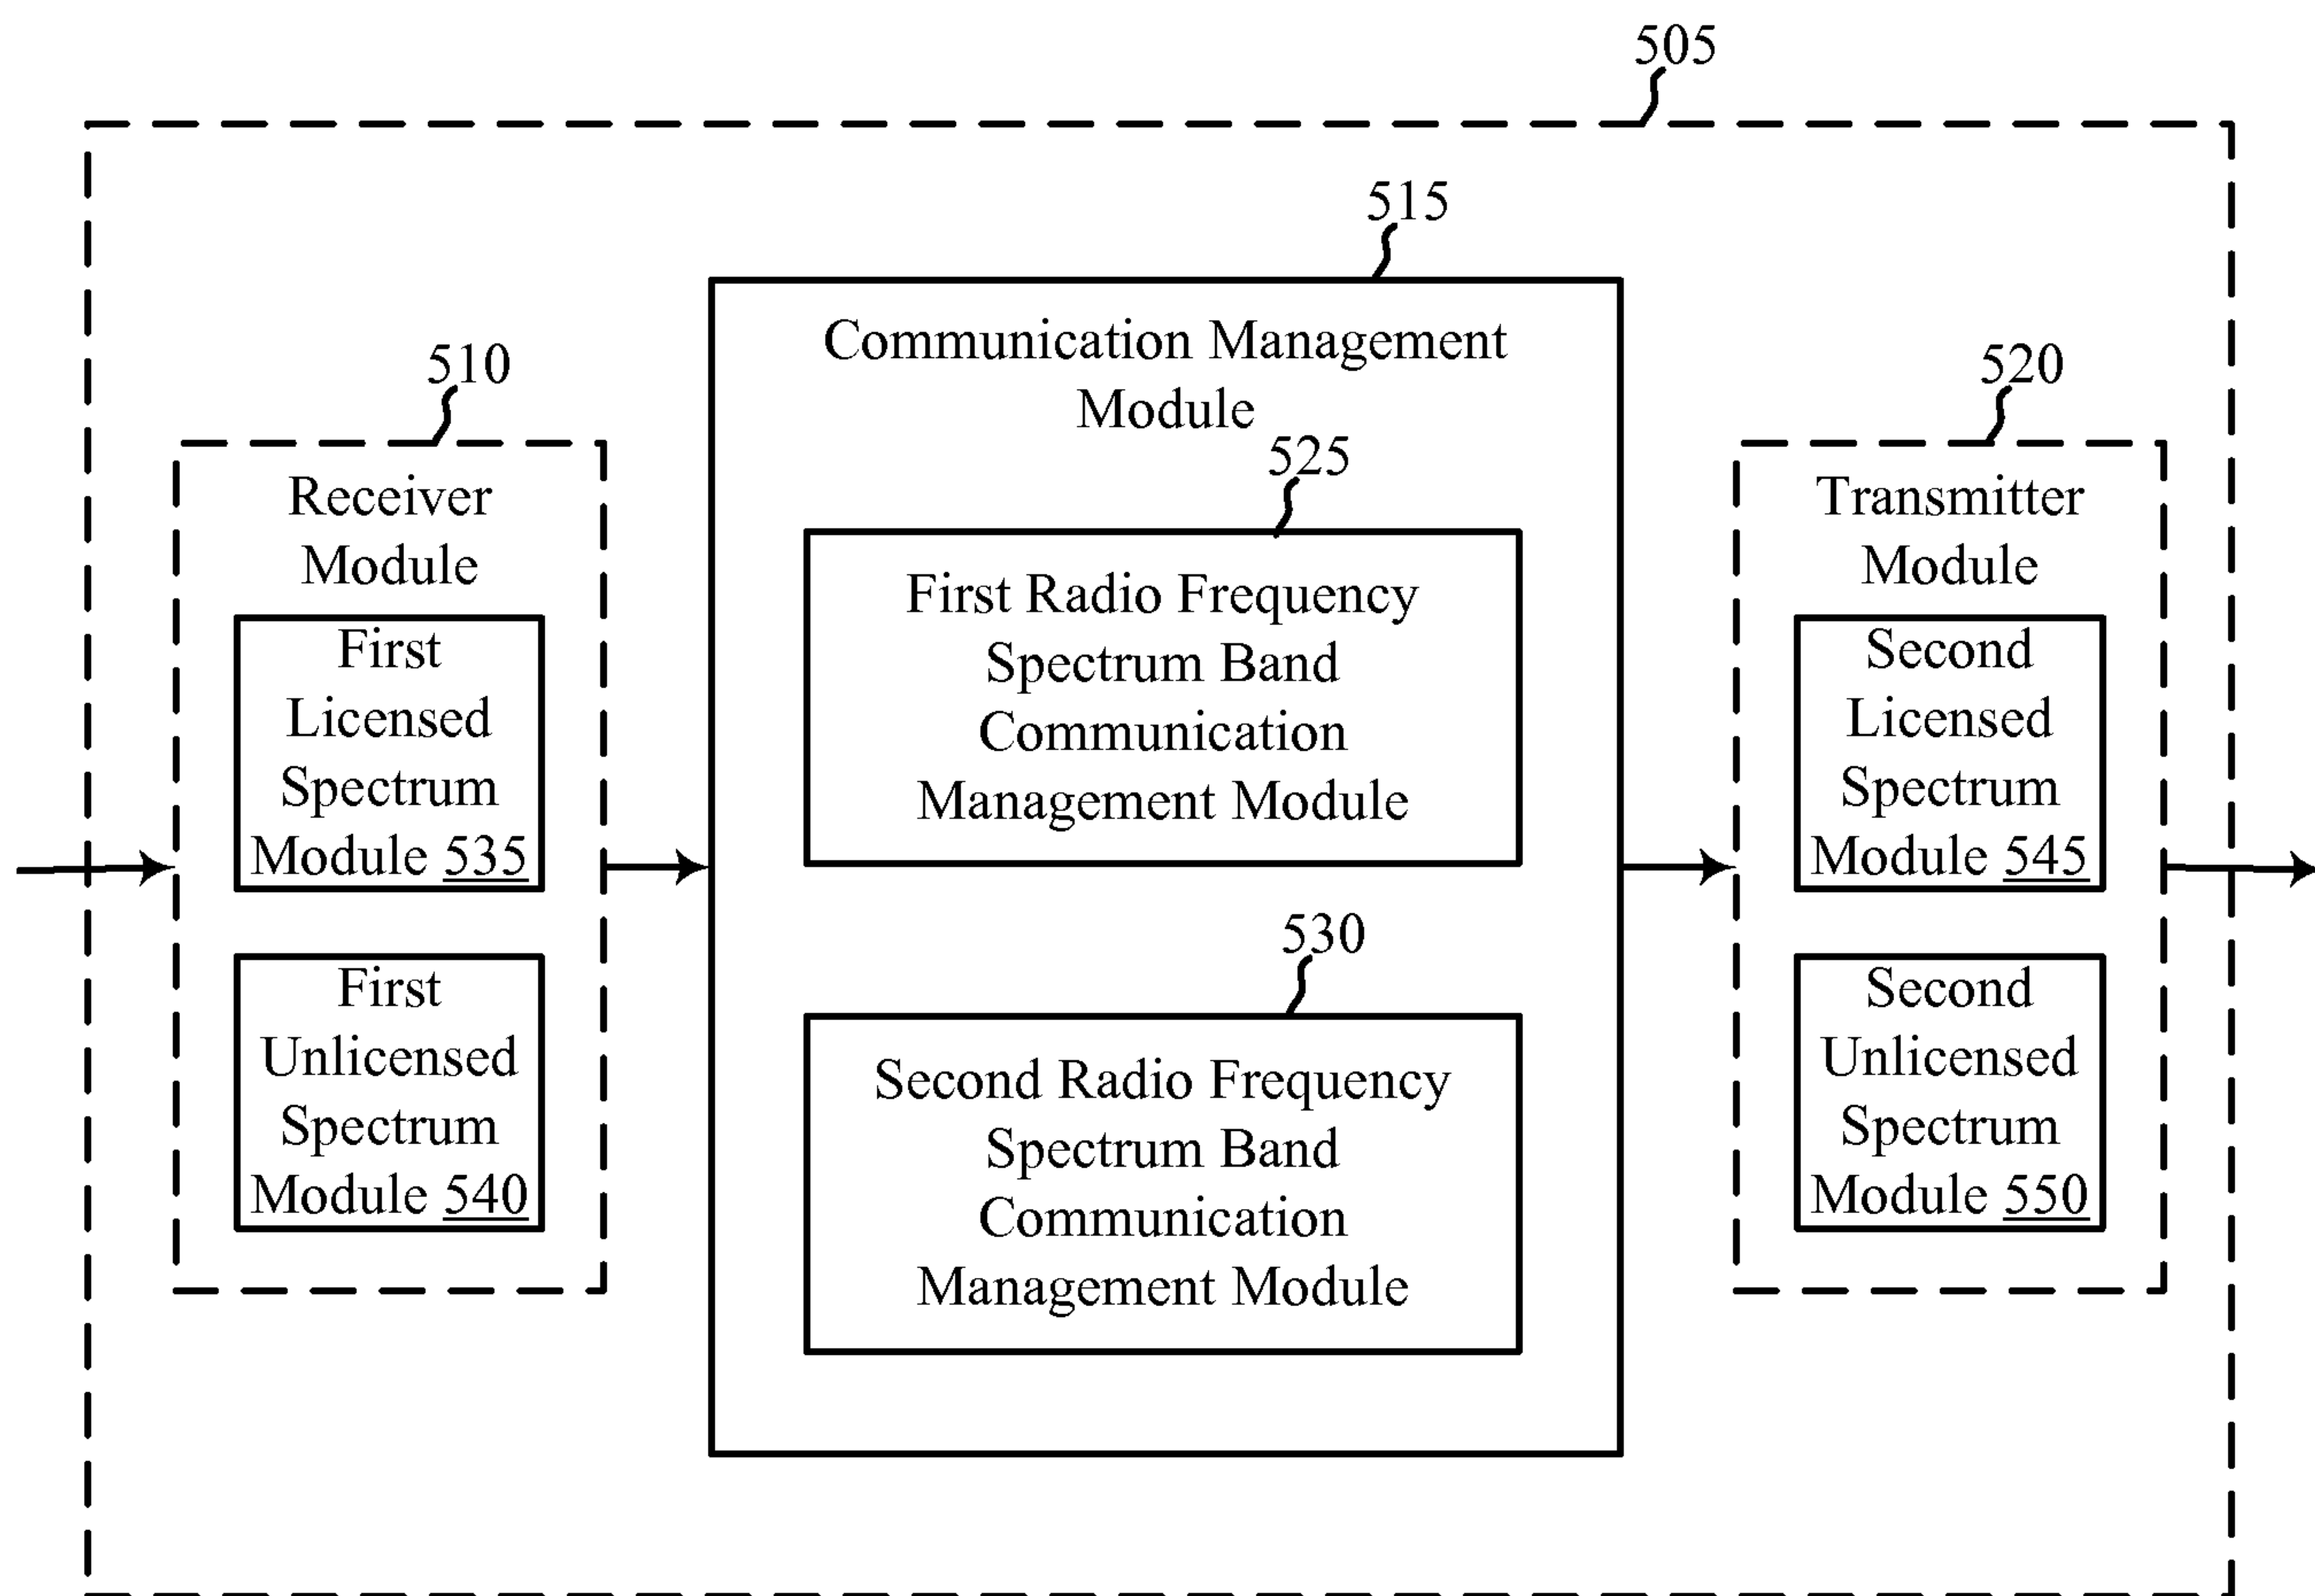 505
515
Communication Management
Module
510
Receiver
Module
First
Licensed
Spectrum
Module 535
First
Unlicensed
Spectrum
Module 540
525
First Radio Frequency
Spectrum Band
Communication
Management Module
530
Second Radio Frequency
Spectrum Band
Communication
Management Module
520
Transmitter
Module
Second
Licensed
Spectrum
Module 545
Second
Unlicensed
Spectrum
Module 550